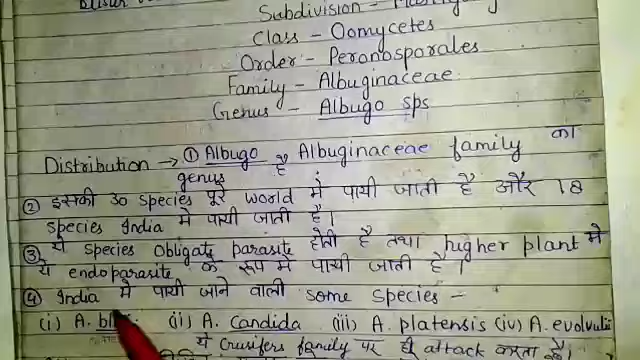 Subdivision -
Class - Oomycetes
Order - Peronosporales
Family - Albuginaceae
Genus - Albugo sps
Distribution → ① Albugo है Albuginaceae family का
genus
② इसकी 30 species पूरे world में पायी जाती है और 18
species India में पायी जाती है।
③ ये species obligate parasite होती है तथा higher plant में
ये endoparasite के रूप में पायी जाती है।
④ India में पायी जाने वाली some species -
(i) A. (ii) A. Candida (iii) A. platensis (iv) A. evolvulii
ये Crusifers family पर ही attack करता है।